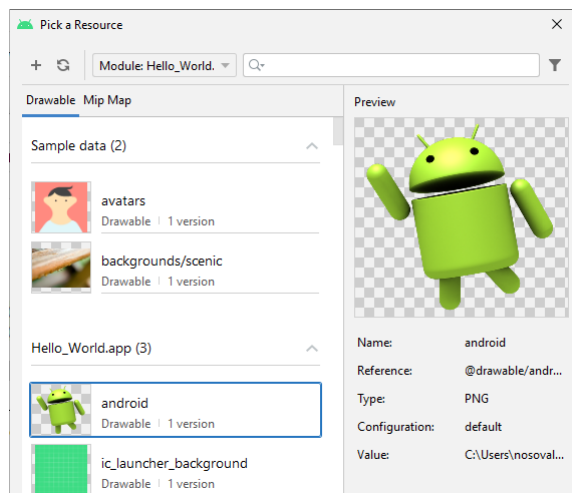 Pick a Resource
Module: Hello_World.
Drawable Mip Map
Sample data (2)
avatars
Drawable | 1 version
backgrounds/scenic
Drawable | 1 version
Hello_World.app (3)
android
Drawable | 1 version
ic_launcher_background
Drawable | 1 version
Preview
Name: android
Reference: @drawable/andr...
Type: PNG
Configuration: default
Value: C:\Users\nosoval...